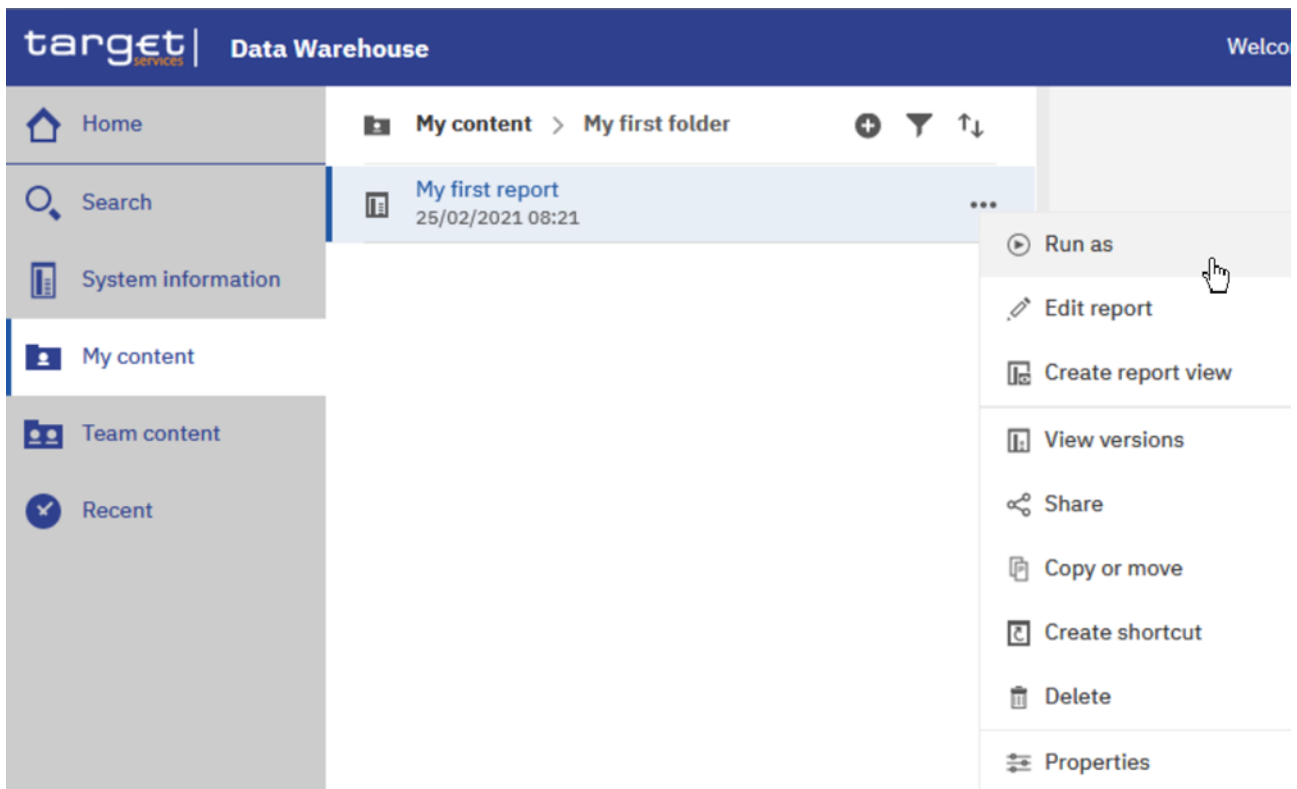 targ€t|
services
Data Warehouse
Home
Search
System information
My content
Team content
Recent
My content > My first folder
My first report
25/02/2021 08:21
Run as
Edit report
Create report view
View versions
Share
Copy or move
Create shortcut
Delete
Properties